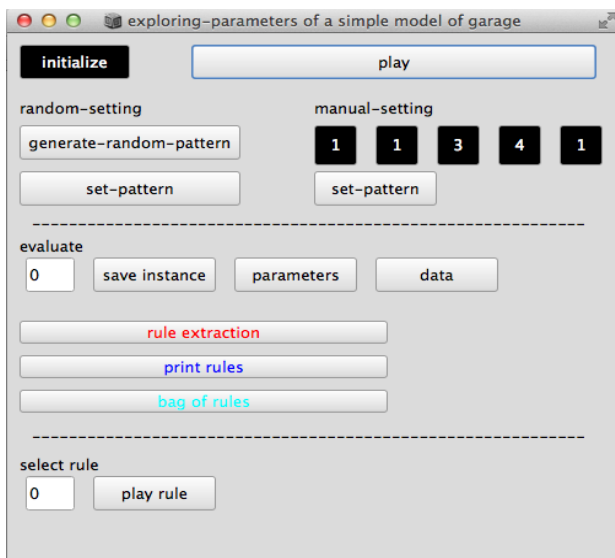 exploring-parameters of a simple model of garage
initialize play
random-setting manual-setting
generate-random-pattern 1 1 3 4 1
set-pattern set-pattern
------------------------------------------------------------
evaluate
0 save instance parameters data
rule extraction
print rules
bag of rules
------------------------------------------------------------
select rule
0 play rule